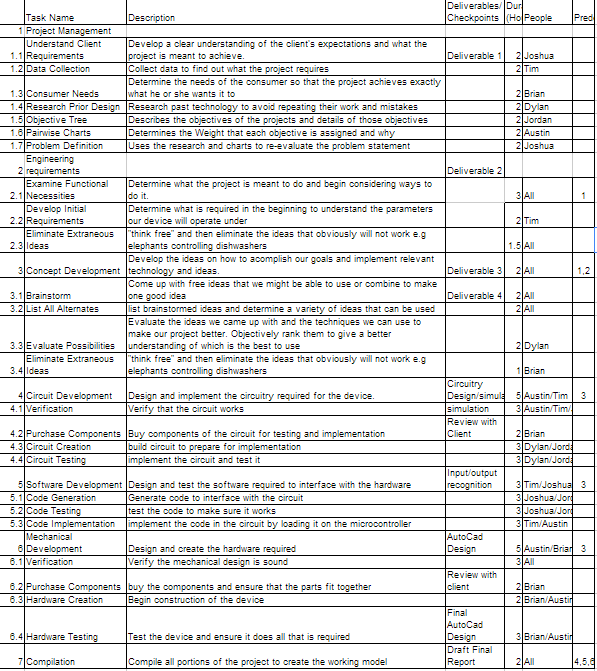 Task Name Description Deliverables/ Checkpoints Dur (Ho People Pred
1 Project Management
1.1 Understand Client Requirements Develop a clear understanding of the client's expectations and what the project is meant to achieve. Deliverable 1 2 Joshua
1.2 Data Collection Collect data to find out what the project requires 2 Tim
1.3 Consumer Needs Determine the needs of the consumer so that the project achieves exactly what he or she wants it to 2 Brian
1.4 Research Prior Design Research past technology to avoid repeating their work and mistakes 2 Dylan
1.5 Objective Tree Describes the objectives of the projects and details of those objectives 2 Jordan
1.6 Pairwise Charts Determines the Weight that each objective is assigned and why 2 Austin
1.7 Problem Definition Uses the research and charts to re-evaluate the problem statement 2 Joshua
2 Engineering requirements Deliverable 2
2.1 Examine Functional Necessities Determine what the project is meant to do and begin considering ways to do it. 3 All 1
2.2 Develop Initial Requirements Determine what is required in the beginning to understand the parameters our device will operate under 2 Tim
2.3 Eliminate Extraneous Ideas "think free" and then eliminate the ideas that obviously will not work e.g elephants controlling dishwashers 1.5 All
3 Concept Development Develop the ideas on how to acomplish our goals and implement relevant technology and ideas. Deliverable 3 2 All 1,2
3.1 Brainstorm Come up with free ideas that we might be able to use or combine to make one good idea Deliverable 4 2 All
3.2 List All Alternates list brainstormed ideas and determine a variety of ideas that can be used 2 All
3.3 Evaluate Possibilities Evaluate the ideas we came up with and the techniques we can use to make our project better. Objectively rank them to give a better understanding of which is the best to use 2 Dylan
3.4 Eliminate Extraneous Ideas "think free" and then eliminate the ideas that obviously will not work e.g elephants controlling dishwashers 1 Brian
4 Circuit Development Design and implement the circuitry required for the device. Circuitry Design/simula 5 Austin/Tim 3
4.1 Verification Verify that the circuit works simulation 3 Austin/Tim/
4.2 Purchase Components Buy components of the circuit for testing and implementation Review with Client 2 Brian
4.3 Circuit Creation build circuit to prepare for implementation 3 Dylan/Jorda
4.4 Circuit Testing implement the circuit and test it 3 Dylan/Jorda
5 Software Development Design and test the software required to interface with the hardware Input/output recognition 3 Tim/Joshua 3
5.1 Code Generation Generate code to interface with the circuit 3 Joshua/Jord
5.2 Code Testing test the code to make sure it works 3 Joshua/Jord
5.3 Code Implementation implement the code in the circuit by loading it on the microcontroller 3 Tim/Austin
6 Mechanical Development Design and create the hardware required AutoCad Design 5 Austin/Brian 3
6.1 Verification Verify the mechanical design is sound 3 All
6.2 Purchase Components buy the components and ensure that the parts fit together Review with client 2 Brian
6.3 Hardware Creation Begin construction of the device 2 Brian/Austin
6.4 Hardware Testing Test the device and ensure it does all that is required Final AutoCad Design 3 Brian/Austin
7 Compilation Compile all portions of the project to create the working model Draft Final Report 2 All 4,5,6